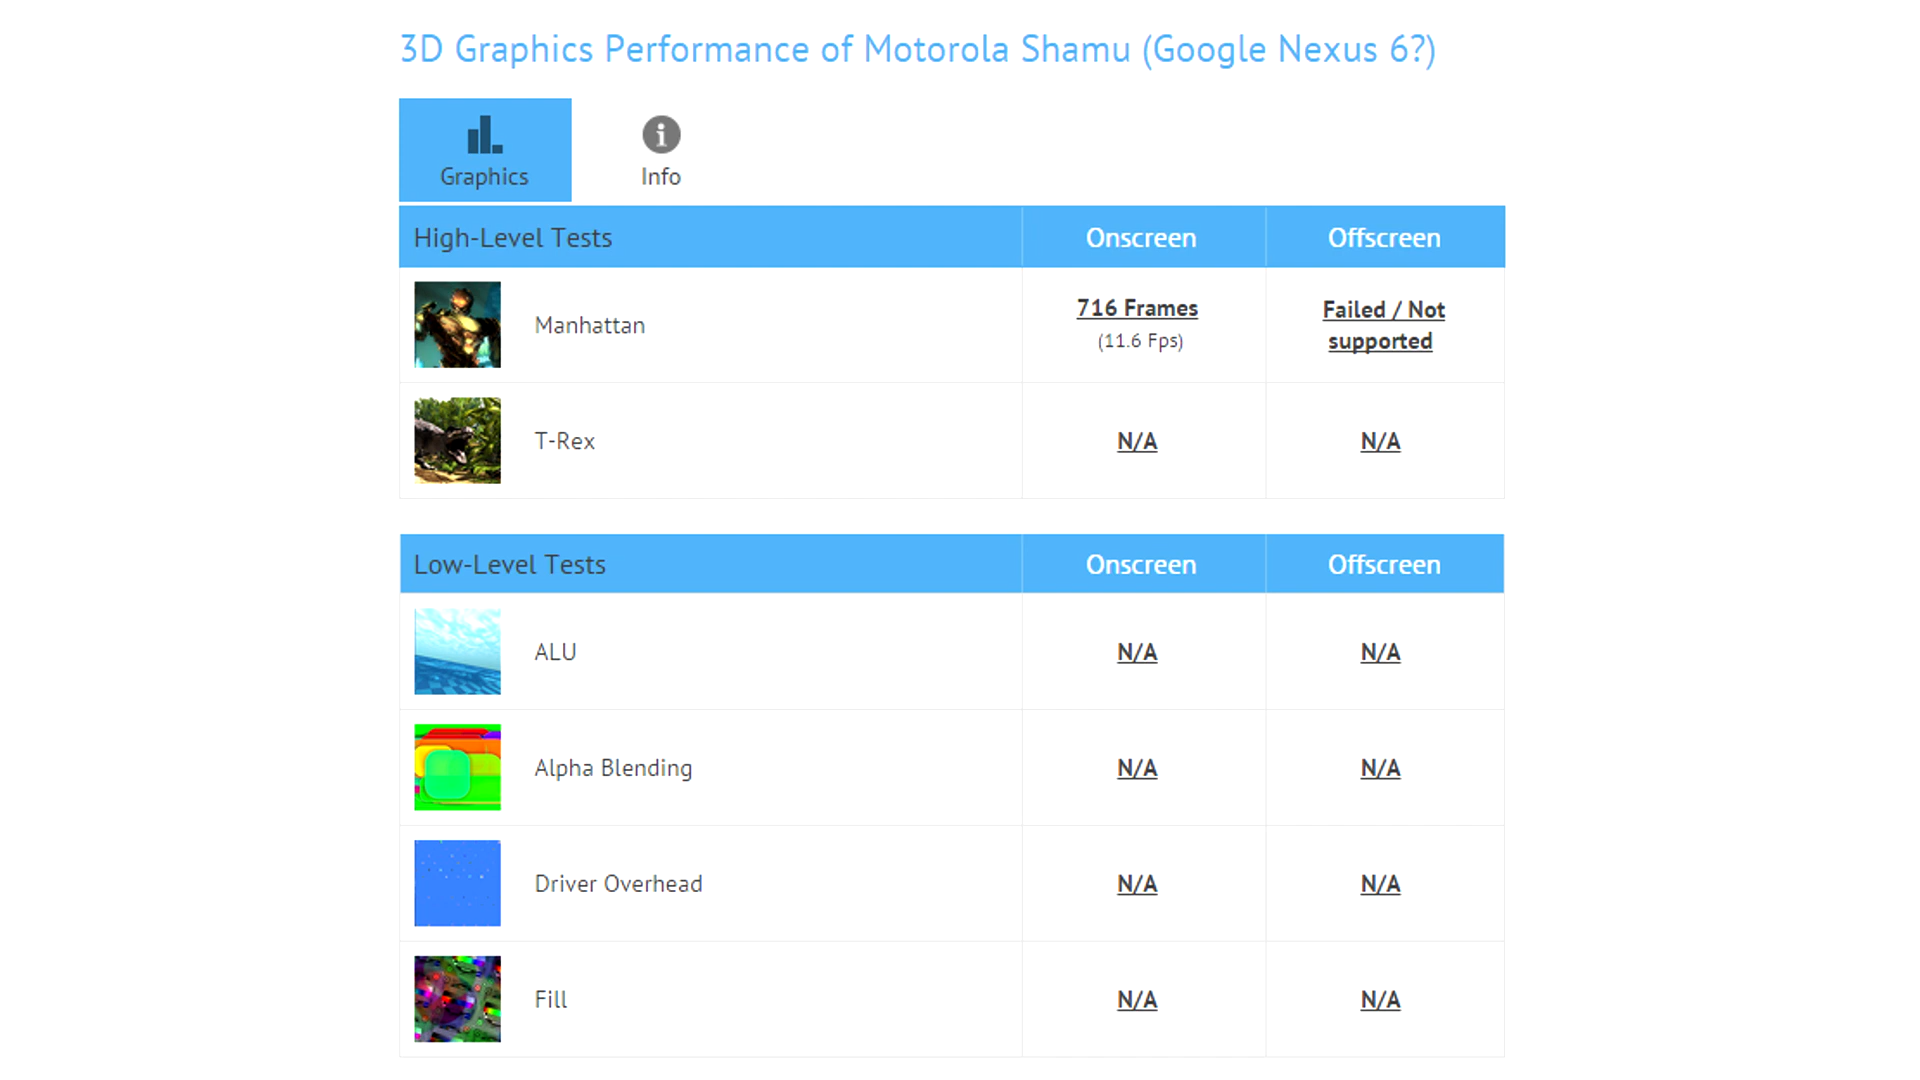 3D Graphics Performance of Motorola Shamu (Google Nexus 6?)
Graphics
Info
High-Level Tests Onscreen Offscreen
Manhattan 716 Frames (11.6 Fps) Failed / Not supported
T-Rex N/A N/A
Low-Level Tests Onscreen Offscreen
ALU N/A N/A
Alpha Blending N/A N/A
Driver Overhead N/A N/A
Fill N/A N/A